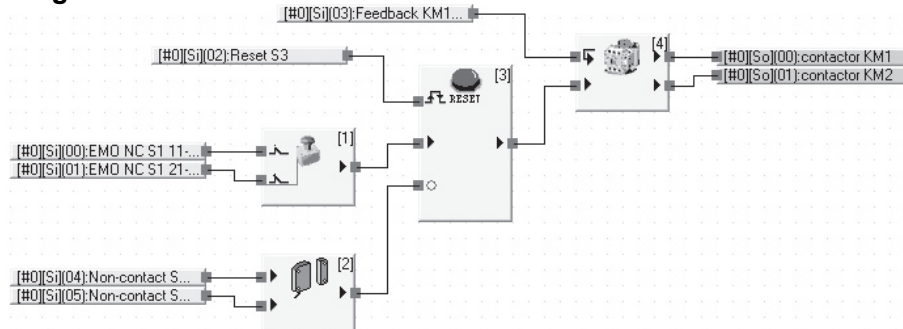 [#0][Si](03):Feedback KM1...
[4]
[#0][Si](02):Reset S3
[#0][So](00):contactor KM1
[3]
[#0][So](01):contactor KM2
RESET
[1]
[#0][Si](00):EMO NC S1 11-...
[#0][Si](01):EMO NC S1 21-...
[2]
[#0][Si](04):Non-contact S...
[#0][Si](05):Non-contact S...